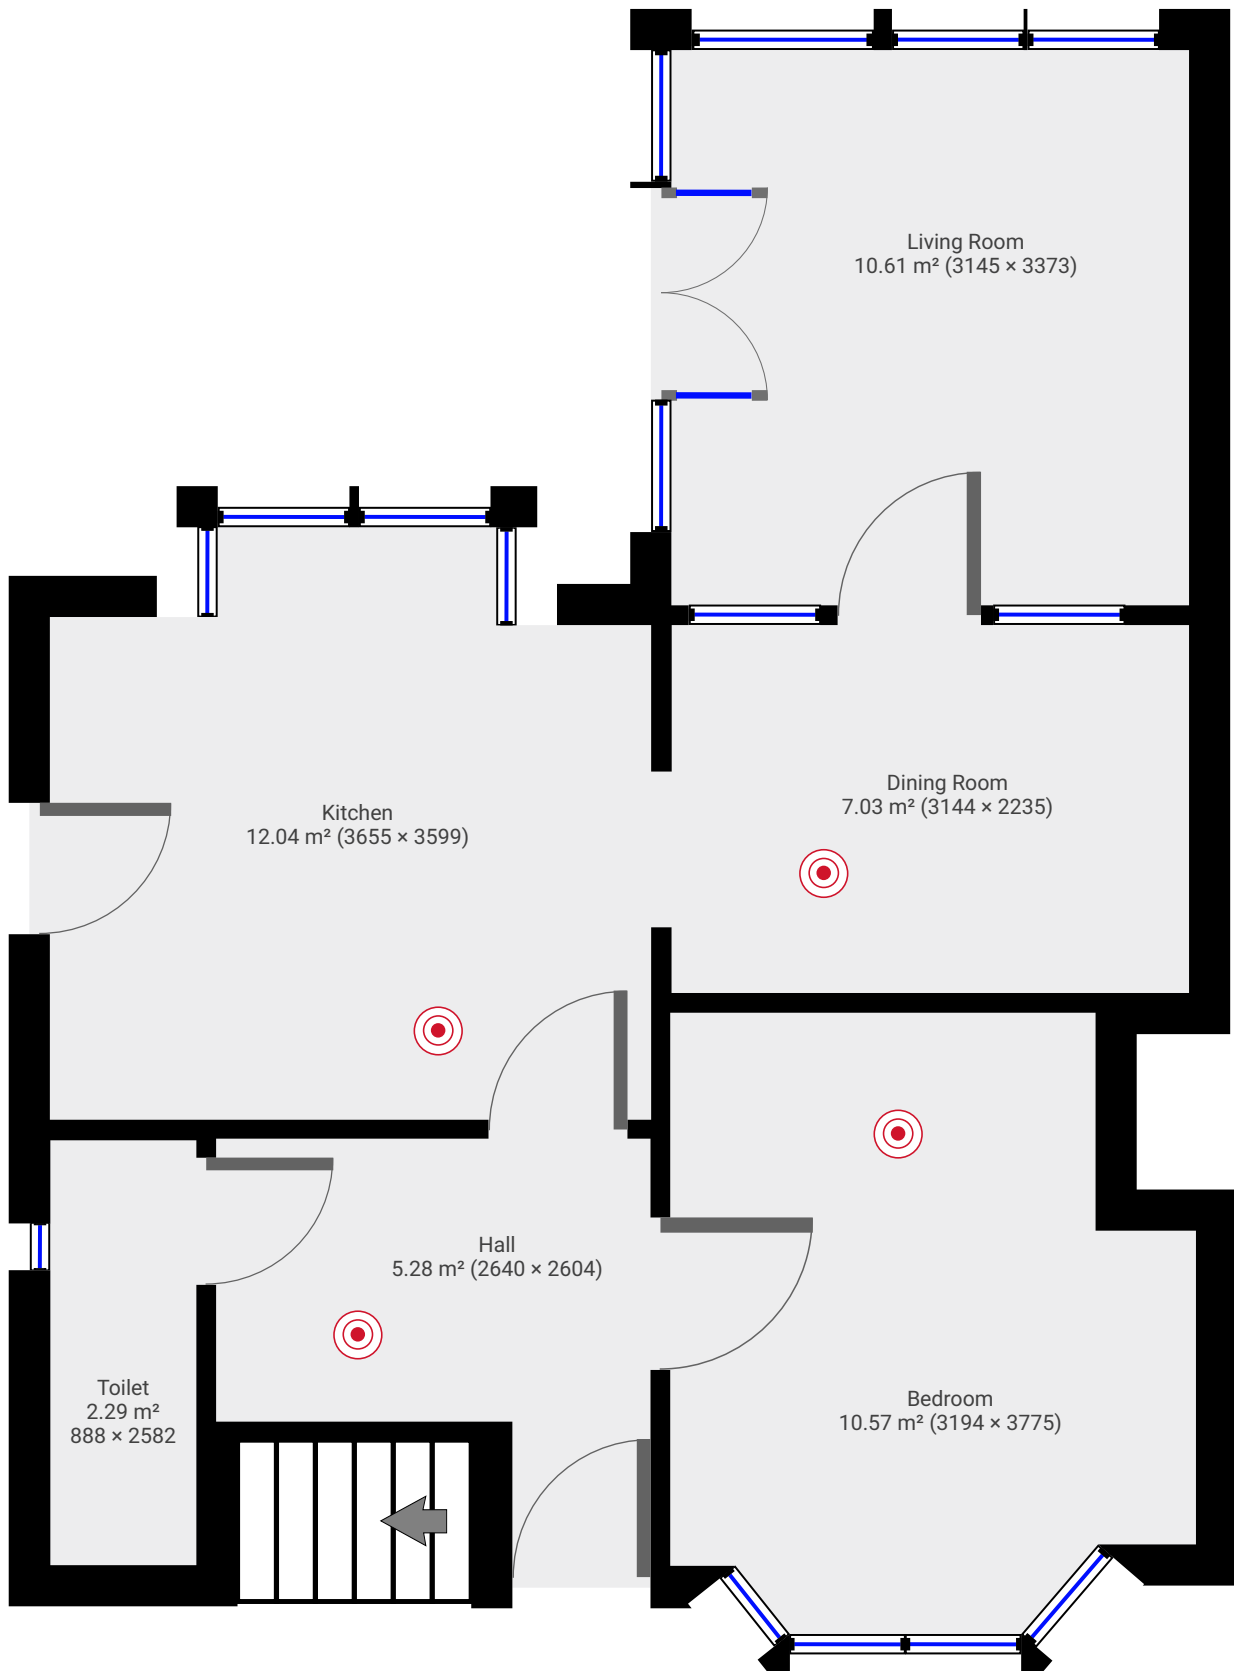 Living Room
10.61 m² (3145 × 3373)
Dining Room
7.03 m² (3144 × 2235)
Kitchen
12.04 m² (3655 × 3599)
Hall
5.28 m² (2640 × 2604)
Toilet
2.29 m²
888 × 2582
Bedroom
10.57 m² (3194 × 3775)